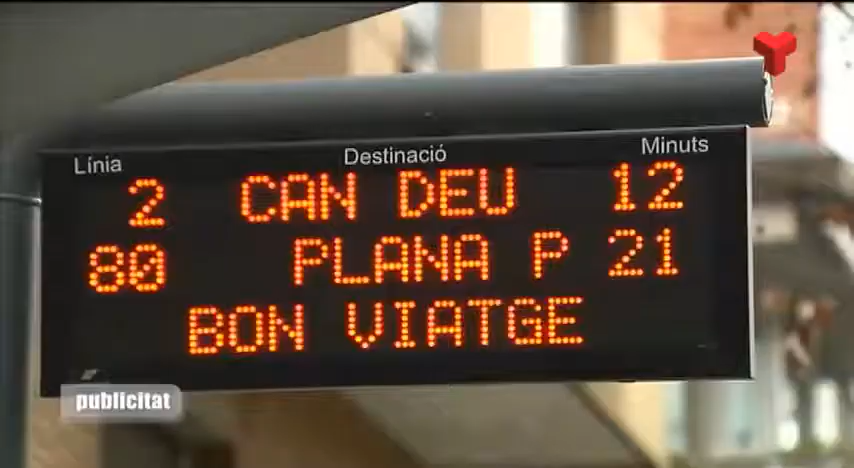 Línia Destinació Minuts
2 CAN DEU 12
80 PLANA P 21
BON VIATGE
publicitat